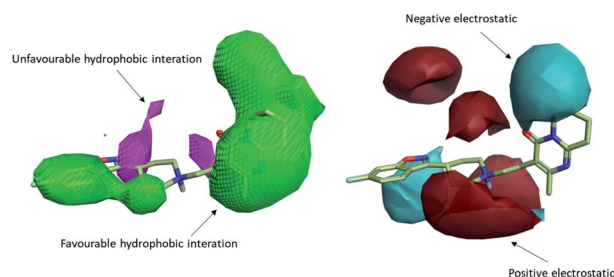 Negative electrostatic
Unfavourable hydrophobic interation
Favourable hydrophobic interation
Positive electrostatic